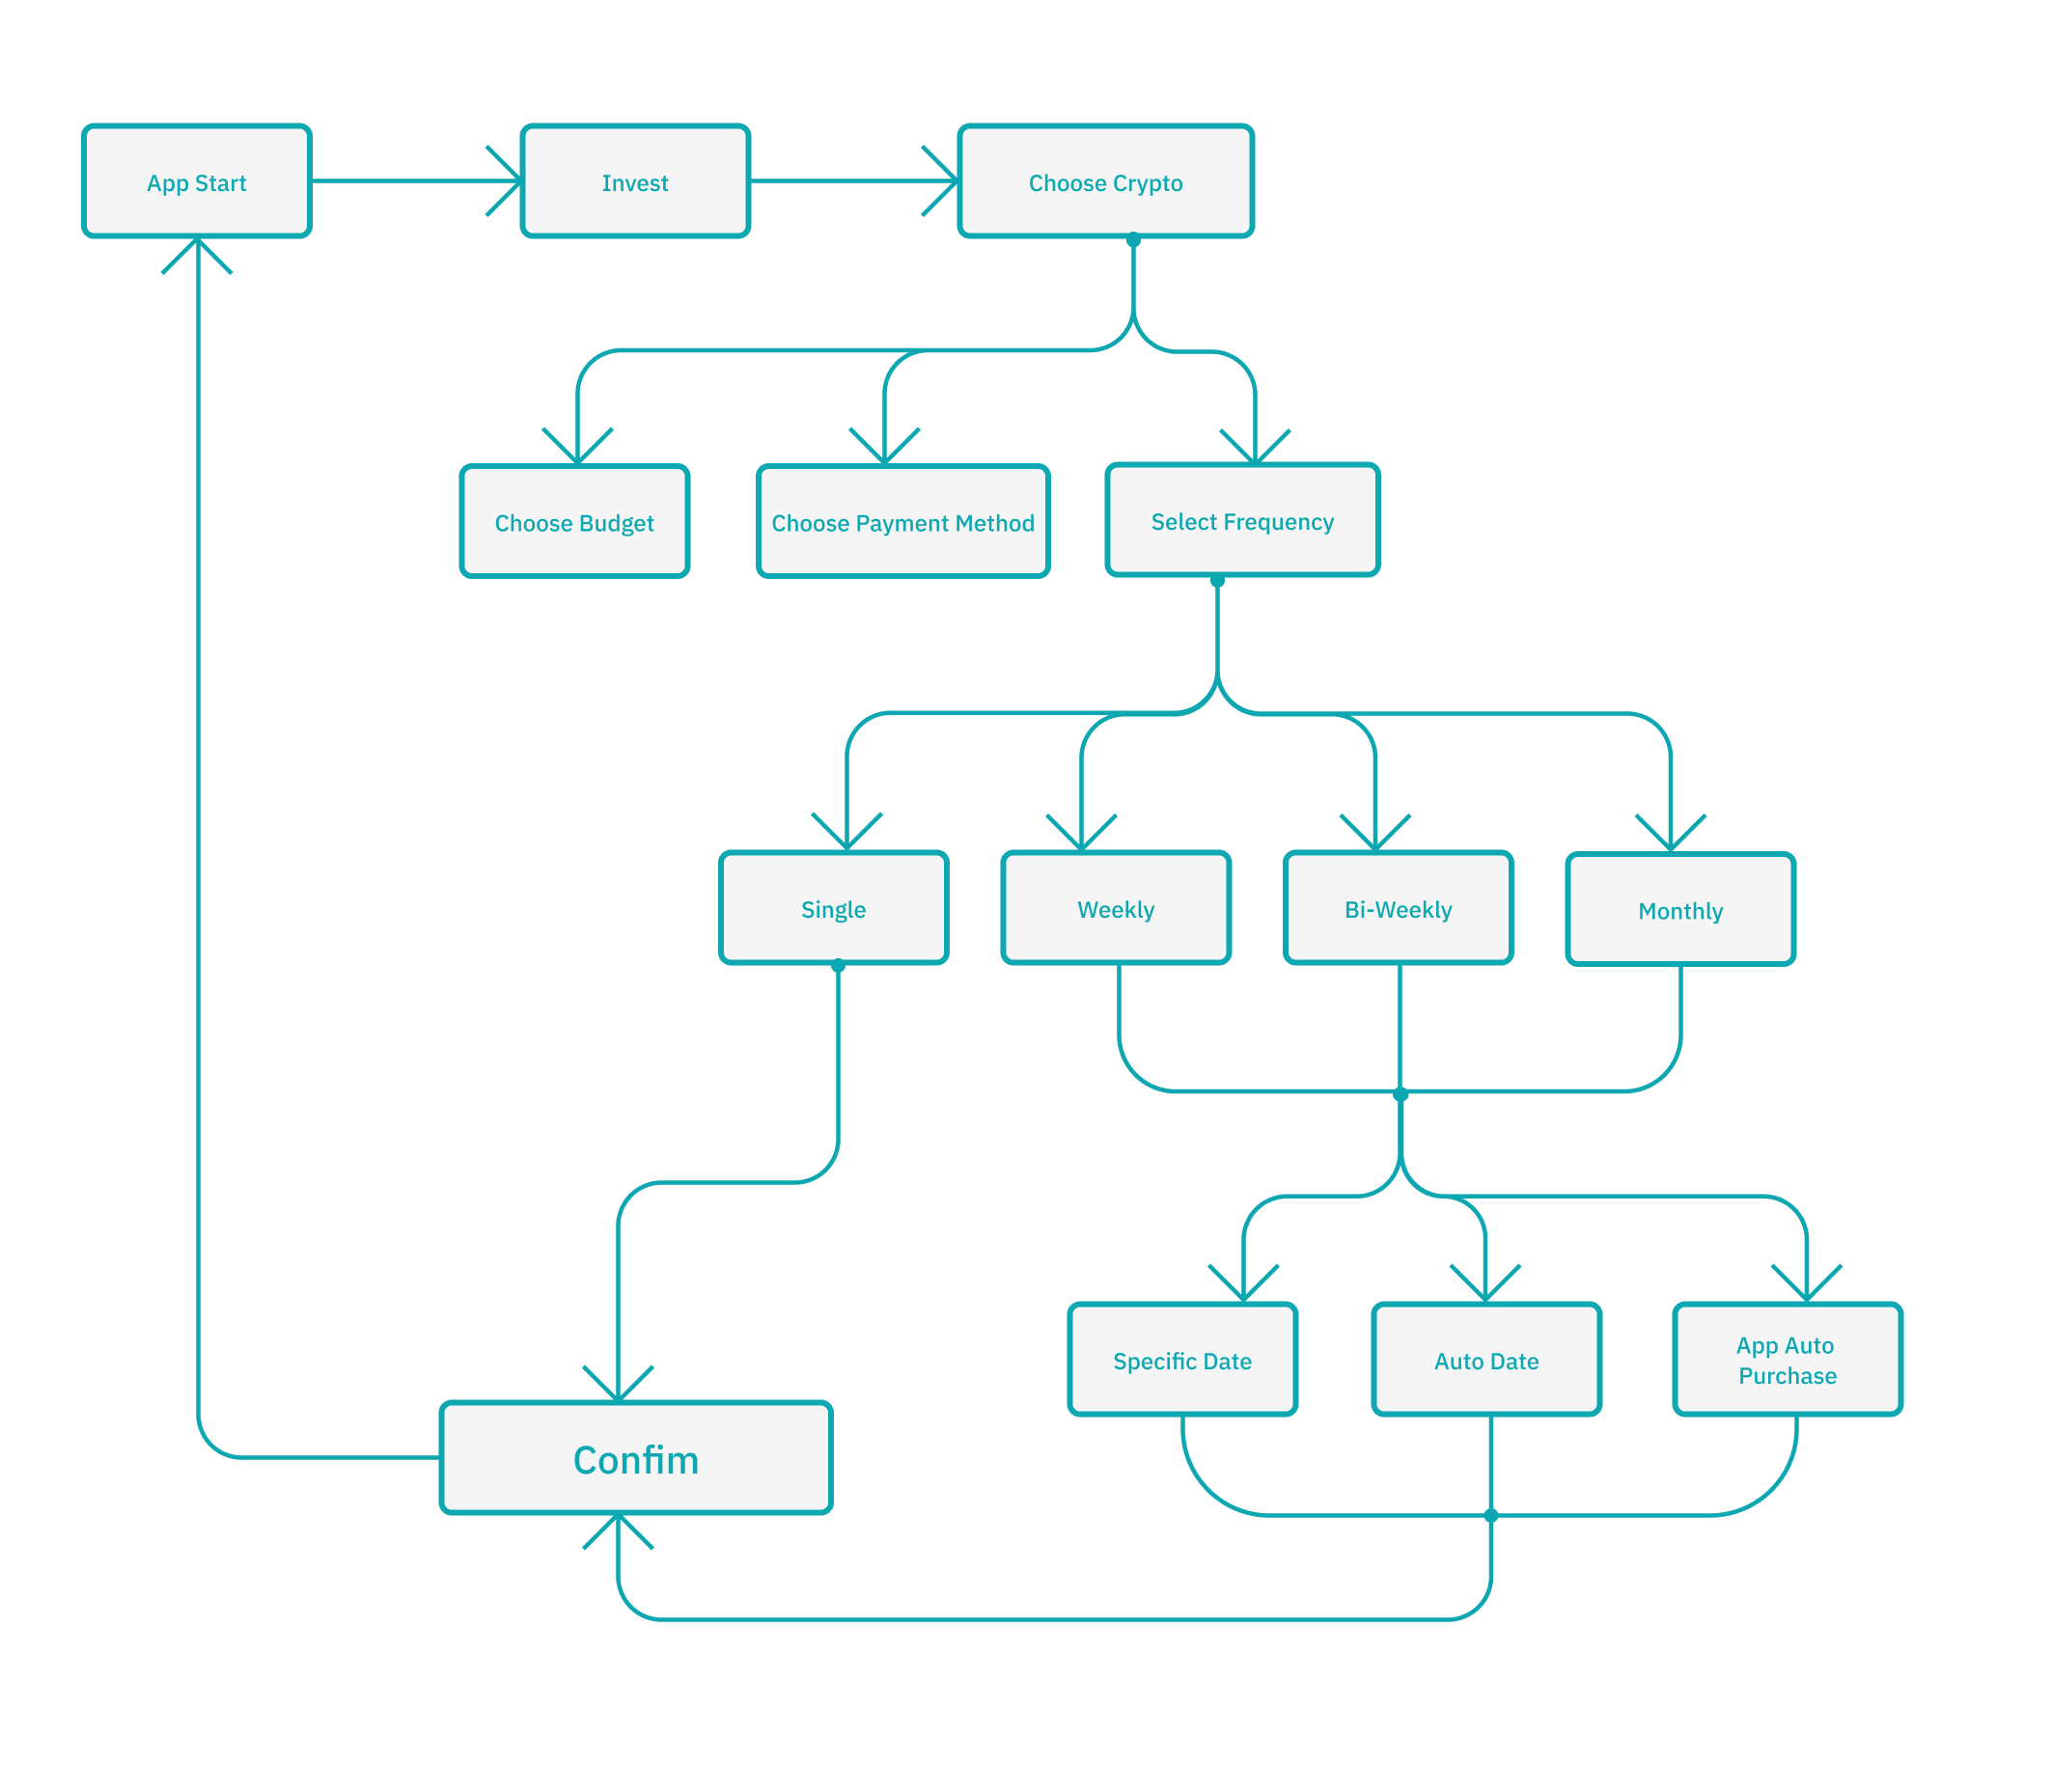 App Start
Invest
Choose Crypto
Choose Budget
Choose Payment Method
Select Frequency
Single
Weekly
Bi-Weekly
Monthly
Specific Date
Auto Date
App Auto
Purchase
Confim